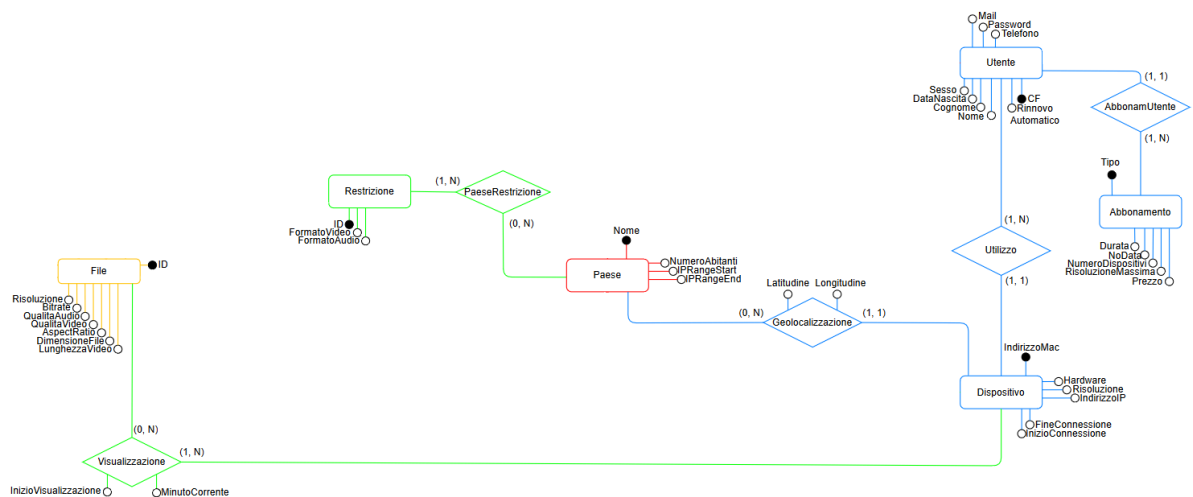 Mail
Password
Telefono
Utente
(1, 1)
Sesso
DataNascita
Cognome
Nome
CF
Rinnovo
Automatico
AbbonamUtente
(1, N)
Tipo
Abbonamento
Durata
NoData
NumeroDispositivi
RisoluzioneMassima
Prezzo
Restrizione
(1, N)
PaeseRestrizione
ID
FormatoVideo
FormatoAudio
(0, N)
Nome
Paese
NumeroAbitanti
IPRangeStart
IPRangeEnd
(1, N)
Utilizzo
(1, 1)
File
ID
Risoluzione
Bitrate
QualitaAudio
QualitaVideo
AspectRatio
DimensioneFile
LunghezzaVideo
Latitudine
Longitudine
(0, N)
Geolocalizzazione
(1, 1)
IndirizzoMac
Dispositivo
Hardware
Risoluzione
IndirizzoIP
FineConnessione
InizioConnessione
(0, N)
(1, N)
Visualizzazione
InizioVisualizzazione
MinutoCorrente